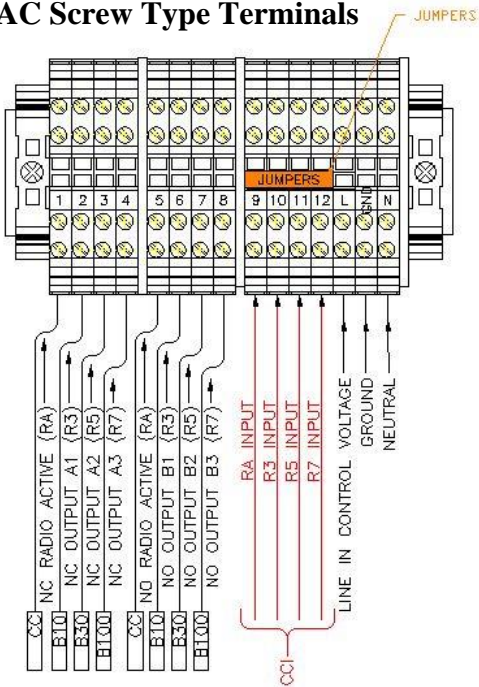 AC Screw Type Terminals
JUMPERS
JUMPERS
1 2 3 4 5 6 7 8 9 10 11 12 L GND N
NC RADIO ACTIVE (RA)
NC OUTPUT A1 (R3)
NC OUTPUT A2 (R5)
NC OUTPUT A3 (R7)
NO RADIO ACTIVE (RA)
NO OUTPUT B1 (R3)
NO OUTPUT B2 (R5)
NO OUTPUT B3 (R7)
RA INPUT
R3 INPUT
R5 INPUT
R7 INPUT
LINE IN CONTROL VOLTAGE
GROUND
NEUTRAL
CC
B10
B30
B100
CC
B10
B30
B100
CCI